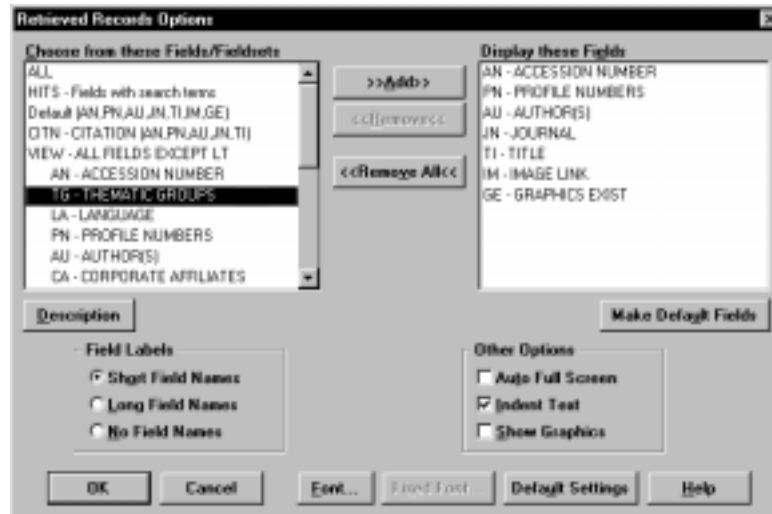 Retrieved Records Options
Choose from these Fields/Fieldsets
ALL
HITS - Fields with search terms
Default (AN,PN,AU,JN,TI,IM,GE)
CITN - CITATION (AN,PN,AU,JN,TI)
VIEW - ALL FIELDS EXCEPT LT
AN - ACCESSION NUMBER
TG - THEMATIC GROUPS
LA - LANGUAGE
PN - PROFILE NUMBERS
AU - AUTHOR(S)
CA - CORPORATE AFFILIATES
>>Add>>
<<Remove<<
<<Remove All<<
Display these Fields
AN - ACCESSION NUMBER
PN - PROFILE NUMBERS
AU - AUTHOR(S)
JN - JOURNAL
TI - TITLE
IM - IMAGE LINK
GE - GRAPHICS EXIST
Description
Make Default Fields
Field Labels
Short Field Names
Long Field Names
No Field Names
Other Options
Auto Full Screen
Indent Text
Show Graphics
OK
Cancel
Font...
Fixed Font...
Default Settings
Help